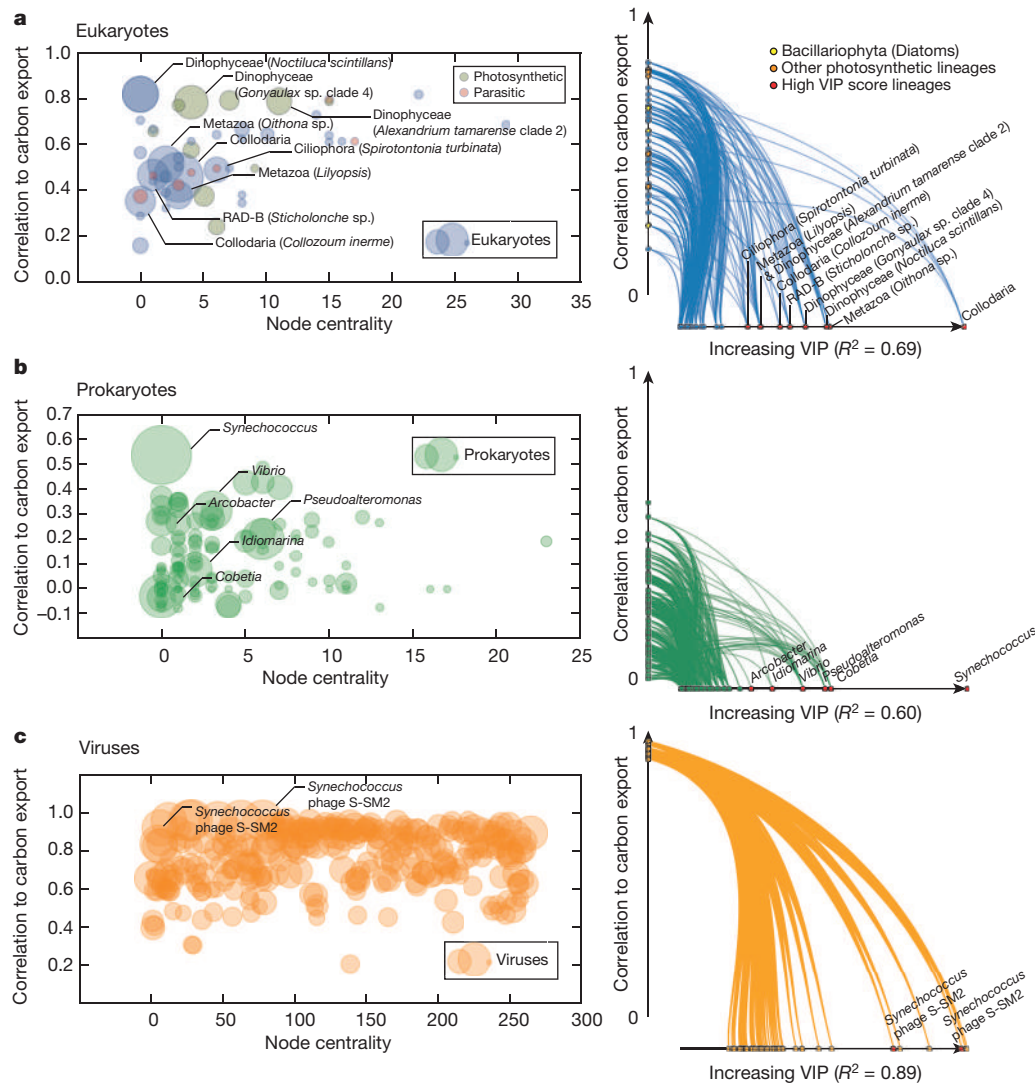 a
Eukaryotes
Correlation to carbon export
1.0
0.8
0.6
0.4
0.2
0.0
Dinophyceae (Noctiluca scintillans)
Dinophyceae
(Gonyaulax sp. clade 4)
Photosynthetic
Parasitic
Metazoa (Oithona sp.)
Dinophyceae
(Alexandrium tamarense clade 2)
Collodaria
Ciliophora (Spirotontonia turbinata)
Metazoa (Lilyopsis)
RAD-B (Sticholonche sp.)
Collodaria (Collozoum inerme)
Eukaryotes
0 5 10 15 20 25 30 35
Node centrality
1
Correlation to carbon export
0
Bacillariophyta (Diatoms)
Other photosynthetic lineages
High VIP score lineages
Ciliophora (Spirotontonia turbinata)
Metazoa (Lilyopsis)
& Dinophyceae (Alexandrium tamarense clade 2)
Collodaria (Collozoum inerme)
RAD-B (Sticholonche sp.)
Dinophyceae (Gonyaulax sp. clade 4)
Dinophyceae (Noctiluca scintillans)
Metazoa (Oithona sp.)
Collodaria
Increasing VIP (R² = 0.69)
b
Prokaryotes
Correlation to carbon export
0.7
0.6
0.5
0.4
0.3
0.2
0.1
0.0
−0.1
Synechococcus
Prokaryotes
Vibrio
Arcobacter
Pseudoalteromonas
Idiomarina
Cobetia
0 5 10 15 20 25
Node centrality
1
Correlation to carbon export
0
Arcobacter
Idiomarina
Vibrio
Pseudoalteromonas
Cobetia
Synechococcus
Increasing VIP (R² = 0.60)
c
Viruses
Correlation to carbon export
1.0
0.8
0.6
0.4
0.2
Synechococcus
phage S-SM2
Synechococcus
phage S-SM2
Viruses
0 50 100 150 200 250 300
Node centrality
1
Correlation to carbon export
0
Synechococcus
phage S-SM2
Synechococcus
phage S-SM2
Increasing VIP (R² = 0.89)